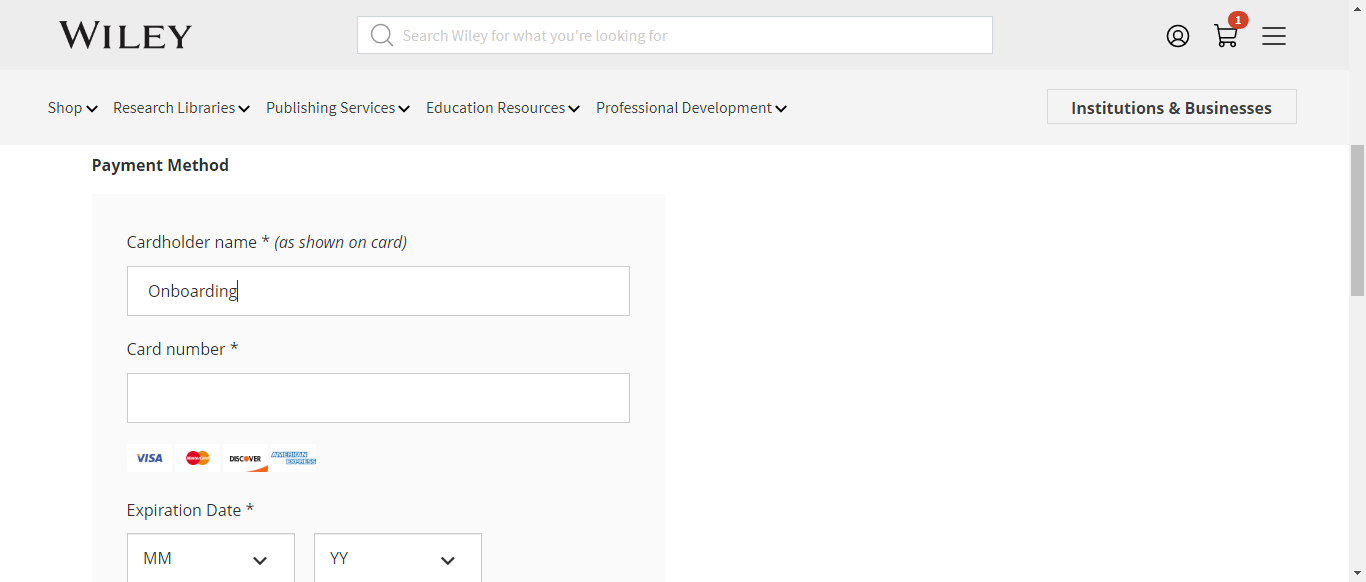 WILEY
Search Wiley for what you're looking for
1
Shop Research Libraries Publishing Services Education Resources Professional Development Institutions & Businesses
Payment Method
Cardholder name * (as shown on card)
Onboarding
Card number *
VISA MasterCard DISCOVER AMERICAN EXPRESS
Expiration Date *
MM YY